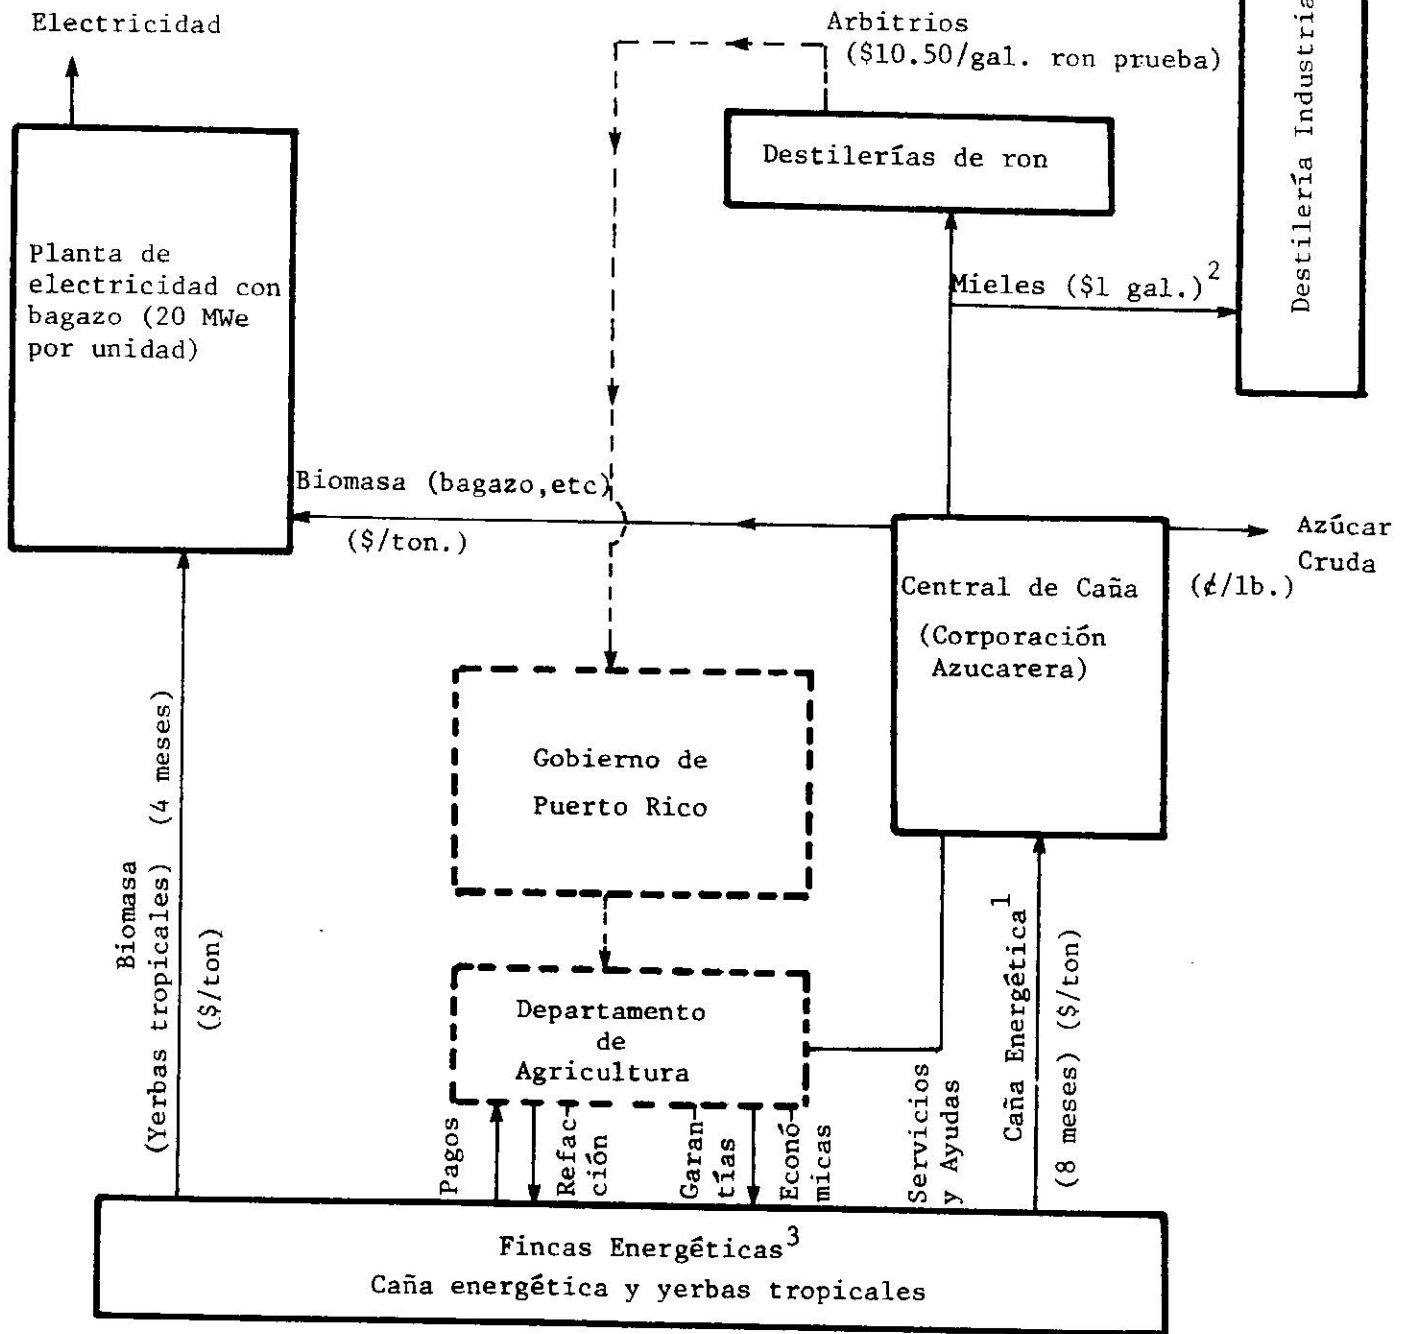 Electricidad
Arbitrios
($10.50/gal. ron prueba)
Destilería Industria
Destilerías de ron
Planta de
electricidad con
bagazo (20 MWe
por unidad)
Mieles ($1 gal.)2
Biomasa (bagazo,etc)
($/ton.)
Azúcar
Cruda
(¢/lb.)
Central de Caña
(Corporación
Azucarera)
Gobierno de
Puerto Rico
Biomasa
(Yerbas tropicales) (4 meses)
($/ton)
Departamento
de
Agricultura
Caña Energética1
(8 meses) ($/ton)
Pagos
Refac-
ción
Garan-
tías
Econó-
micas
Servicios
y Ayudas
Fincas Energéticas3
Caña energética y yerbas tropicales